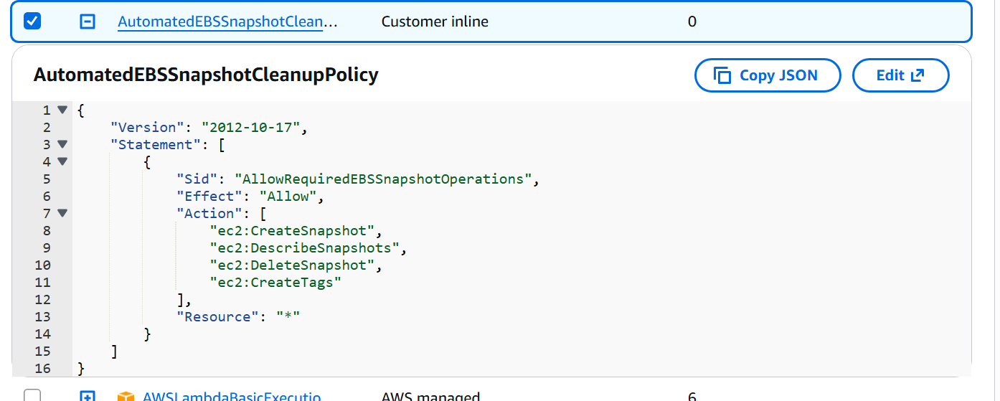 AutomatedEBSSnapshotClean... Customer inline 0
AutomatedEBSSnapshotCleanupPolicy Copy JSON Edit
1 {
2 "Version": "2012-10-17",
3 "Statement": [
4 {
5 "Sid": "AllowRequiredEBSSnapshotOperations",
6 "Effect": "Allow",
7 "Action": [
8 "ec2:CreateSnapshot",
9 "ec2:DescribeSnapshots",
10 "ec2:DeleteSnapshot",
11 "ec2:CreateTags"
12 ],
13 "Resource": "*"
14 }
15 ]
16 }
AWSLambdaBasicExecutio AWS managed 6